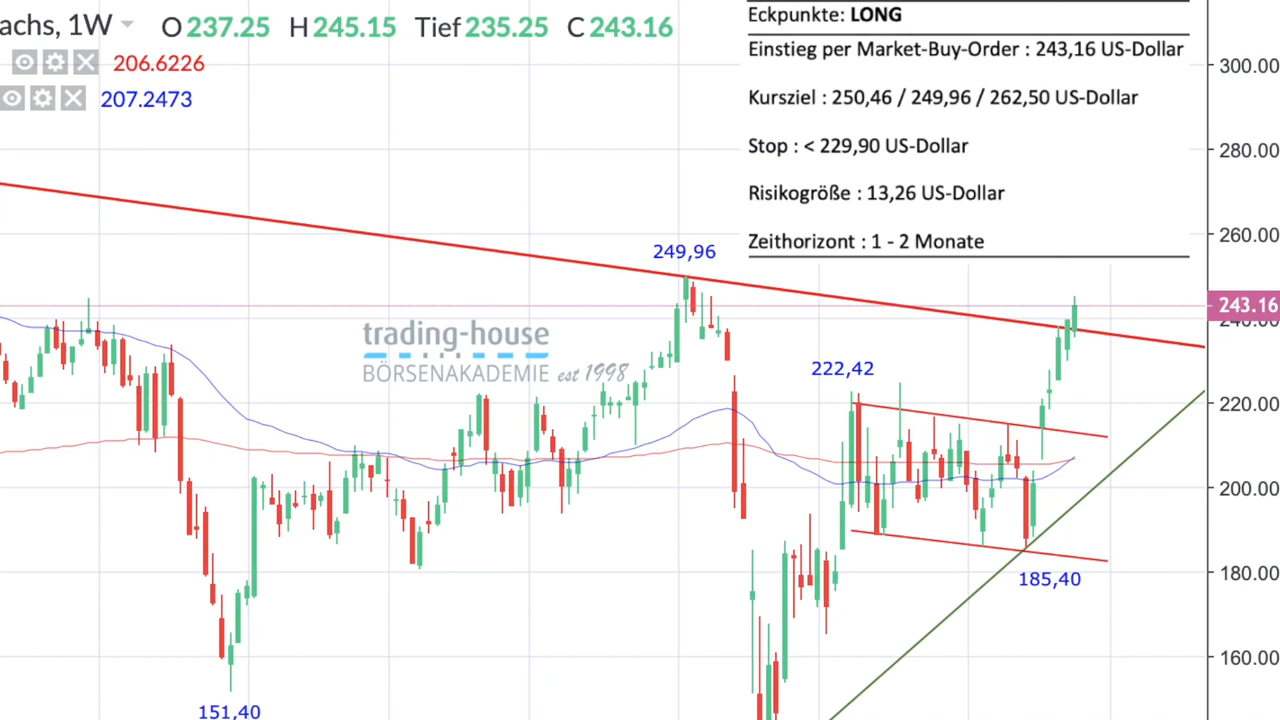 achs, 1W O 237.25 H 245.15 Tief 235.25 C 243.16
206.6226
207.2473
Eckpunkte: LONG
Einstieg per Market-Buy-Order : 243,16 US-Dollar
Kursziel : 250,46 / 249,96 / 262,50 US-Dollar
Stop : < 229,90 US-Dollar
Risikogröße : 13,26 US-Dollar
Zeithorizont : 1 - 2 Monate
300.00
280.00
260.00
243.16
240.00
220.00
200.00
180.00
160.00
249,96
trading-house
BÖRSENAKADEMIE est 1998
222,42
185,40
151,40